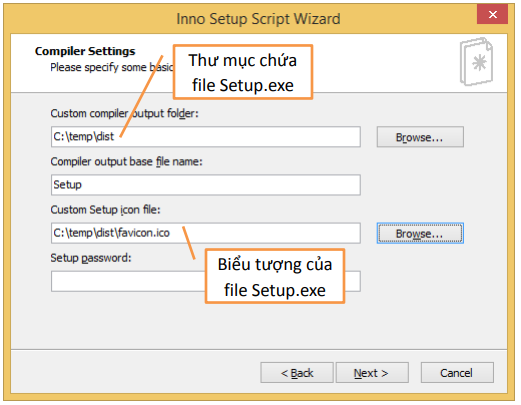 Inno Setup Script Wizard
Compiler Settings
Please specify some basic
Thư mục chứa
file Setup.exe
Custom compiler output folder:
C:\temp\dist
Browse...
Compiler output base file name:
Setup
Custom Setup icon file:
C:\temp\dist\favicon.ico
Browse...
Setup password:
Biểu tượng của
file Setup.exe
< Back
Next >
Cancel